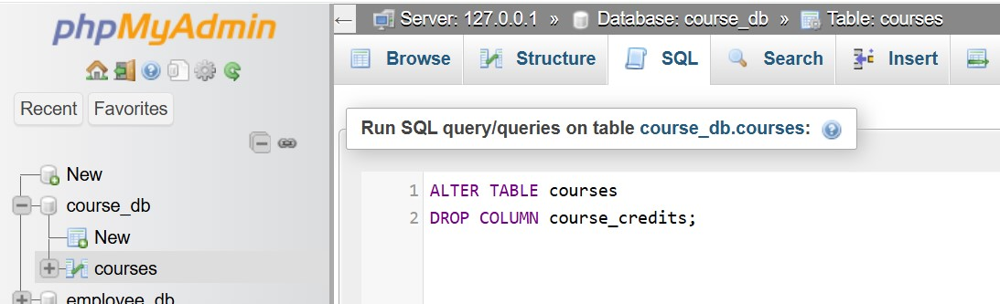 phpMyAdmin
Recent Favorites
New
course_db
New
courses
employee_db
Server: 127.0.0.1 » Database: course_db » Table: courses
Browse Structure SQL Search Insert
Run SQL query/queries on table course_db.courses:
1 ALTER TABLE courses
2 DROP COLUMN course_credits;